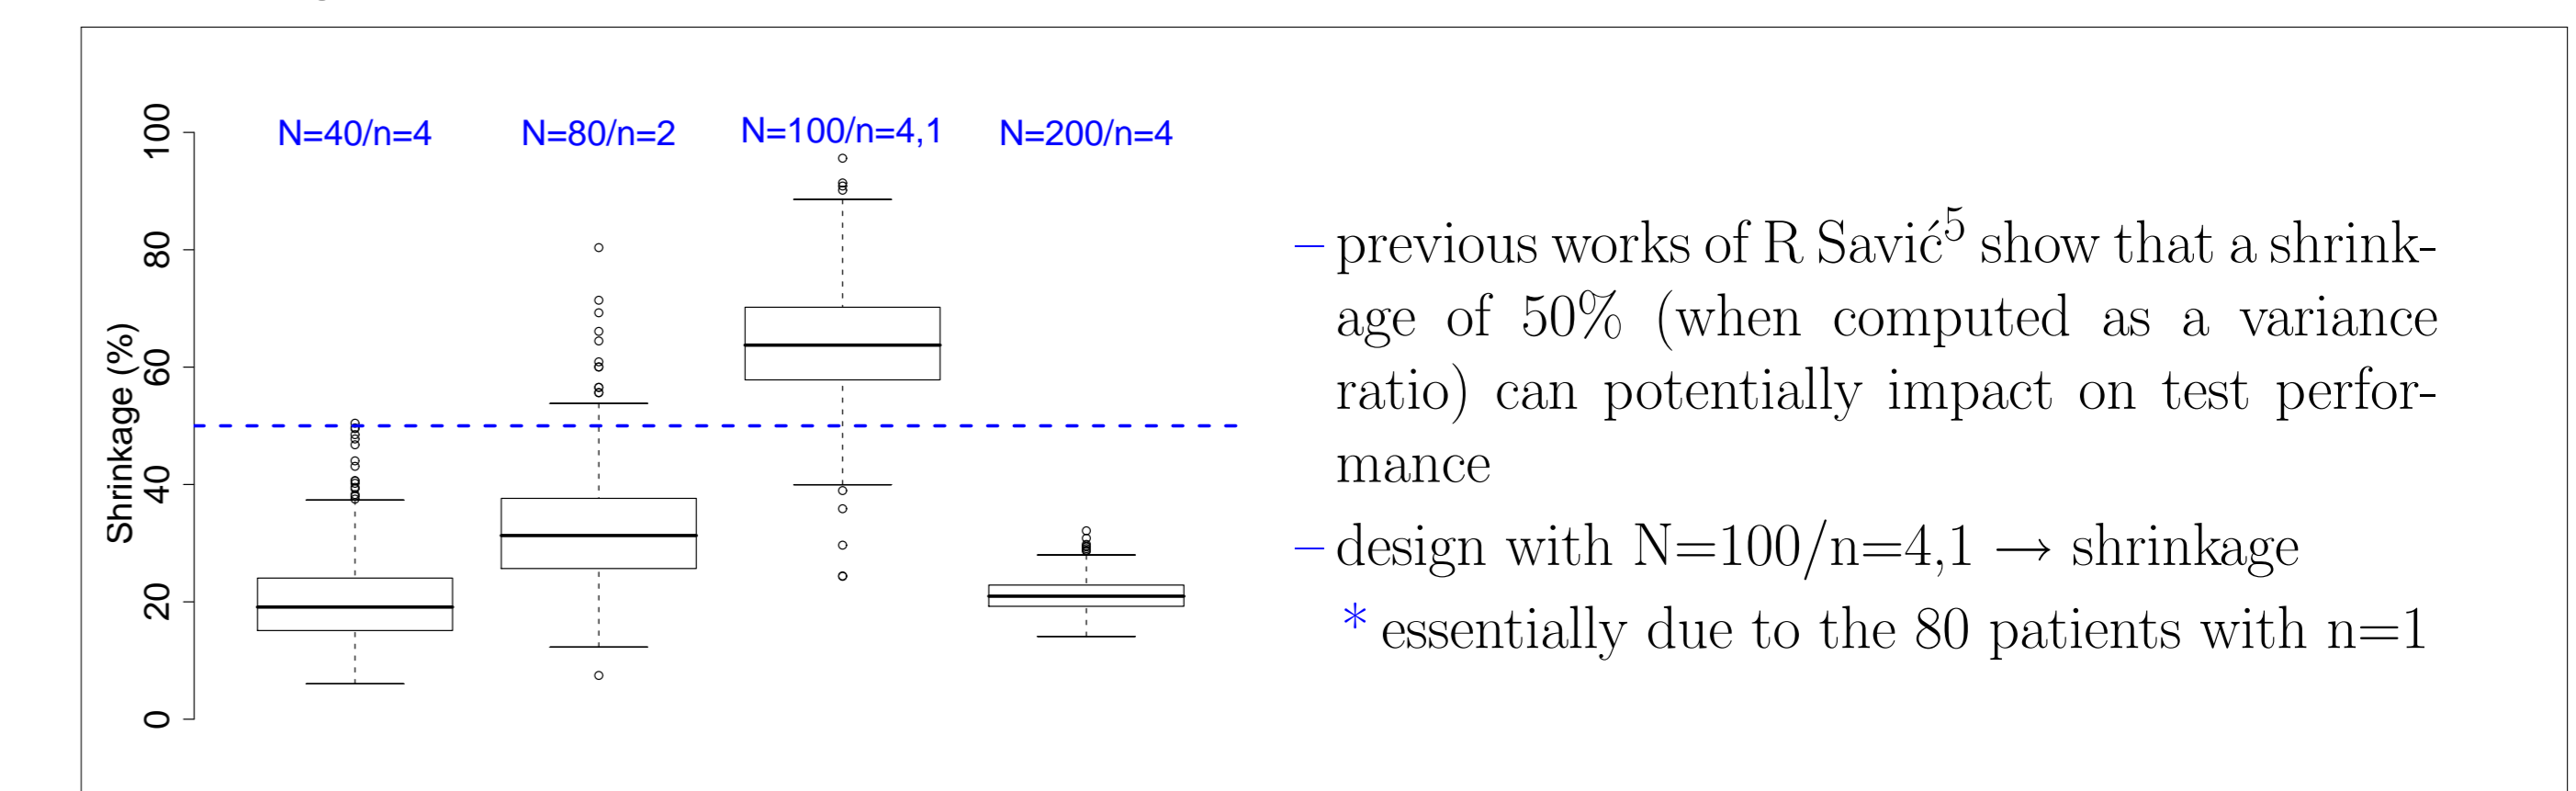 N=40/n=4 N=80/n=2 N=100/n=4,1 N=200/n=4
Shrinkage (%)
100
80
60
40
20
0
– previous works of R Savić⁵ show that a shrink-
age of 50% (when computed as a variance
ratio) can potentially impact on test perfor-
mance
– design with N=100/n=4,1 → shrinkage
* essentially due to the 80 patients with n=1